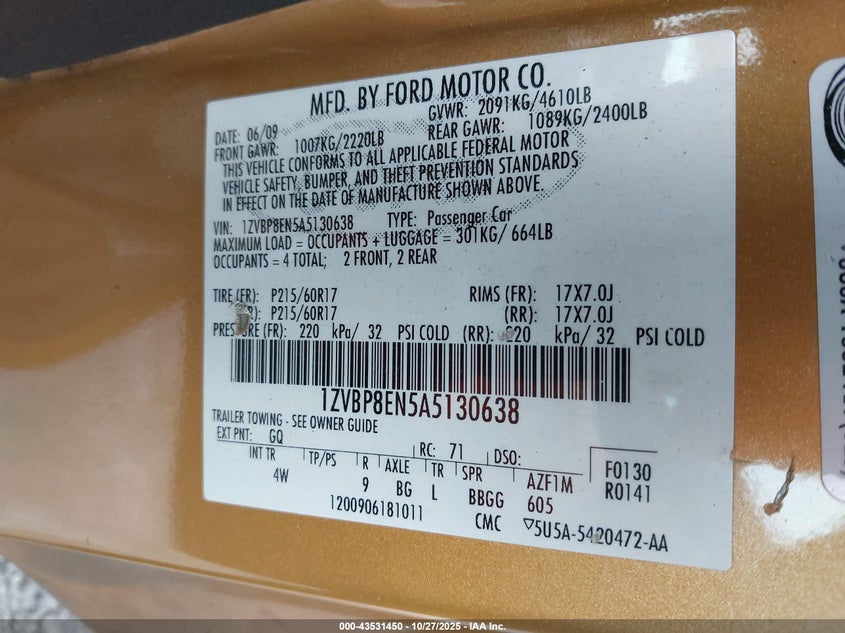 MFD. BY FORD MOTOR CO.
DATE: 06/09 GVWR: 2091KG/4610LB
FRONT GAWR: 1007KG/2220LB REAR GAWR: 1089KG/2400LB
THIS VEHICLE CONFORMS TO ALL APPLICABLE FEDERAL MOTOR
VEHICLE SAFETY, BUMPER, AND THEFT PREVENTION STANDARDS
IN EFFECT ON THE DATE OF MANUFACTURE SHOWN ABOVE.
VIN: 1ZVBP8EN5A5130638 TYPE: Passenger Car
MAXIMUM LOAD = OCCUPANTS + LUGGAGE = 301KG/ 664LB
OCCUPANTS = 4 TOTAL; 2 FRONT, 2 REAR
TIRE (FR): P215/60R17 RIMS (FR): 17X7.0J
R): P215/60R17 (RR): 17X7.0J
PRESSURE (FR): 220 kPa/ 32 PSI COLD (RR): 220 kPa/ 32 PSI COLD
1ZVBP8EN5A5130638
TRAILER TOWING - SEE OWNER GUIDE
EXT PNT: GQ RC: 71 DSO:
INT TR TP/PS R AXLE TR SPR AZF1M F0130
4W 9 BG L BBGG 605 R0141
1200906181011 CMC ▽5U5A-5420472-AA
000-43531450 - 10/27/2025 - IAA Inc.